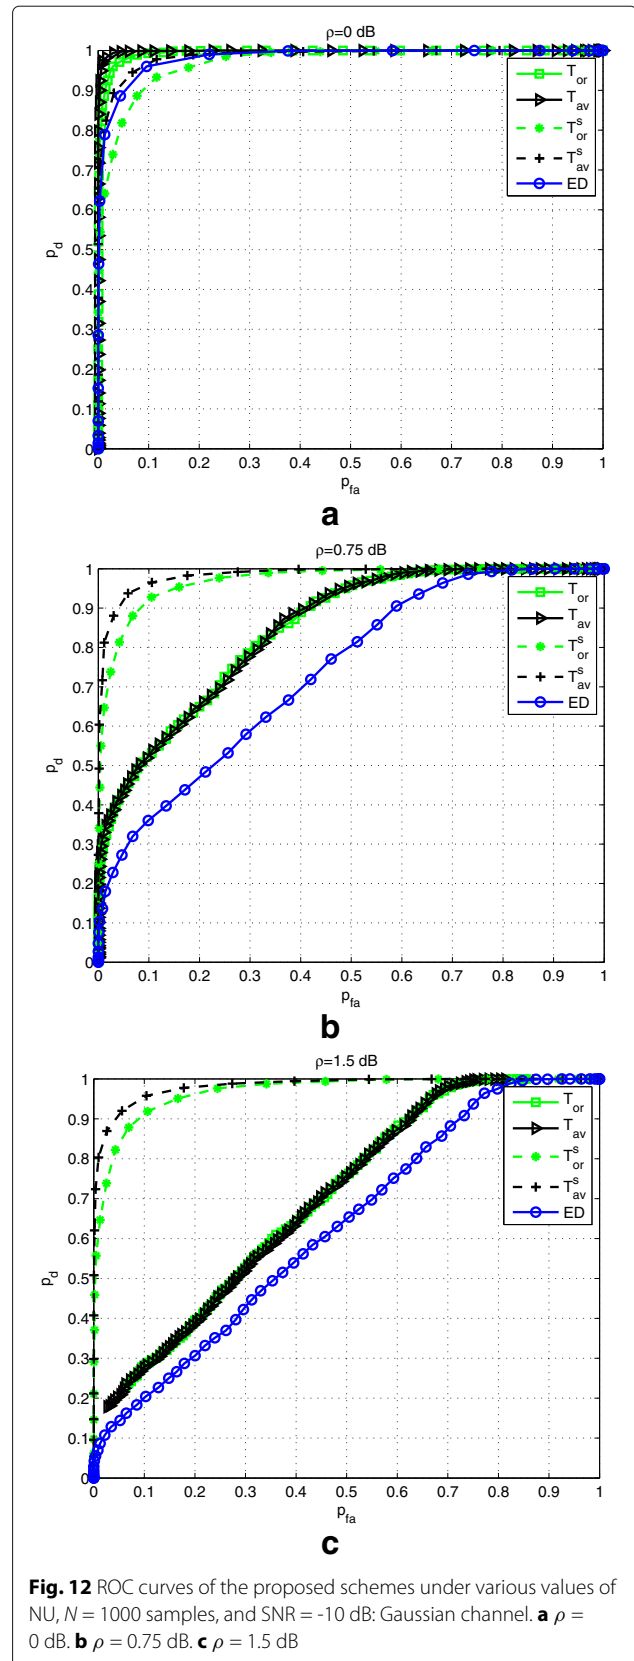 ρ=0 dB
1
0.9
0.8
0.7
0.6
0.5
0.4
0.3
0.2
0.1
0
p_d
T_or
T_av
T^s_or
T^s_av
ED
0 0.1 0.2 0.3 0.4 0.5 0.6 0.7 0.8 0.9 1
p_fa
a
ρ=0.75 dB
1
0.9
0.8
0.7
0.6
0.5
0.4
0.3
0.2
0.1
0
p_d
T_or
T_av
T^s_or
T^s_av
ED
0 0.1 0.2 0.3 0.4 0.5 0.6 0.7 0.8 0.9 1
p_fa
b
ρ=1.5 dB
1
0.9
0.8
0.7
0.6
0.5
0.4
0.3
0.2
0.1
0
p_d
T_or
T_av
T^s_or
T^s_av
ED
0 0.1 0.2 0.3 0.4 0.5 0.6 0.7 0.8 0.9 1
p_fa
c
Fig. 12 ROC curves of the proposed schemes under various values of
NU, N = 1000 samples, and SNR = -10 dB: Gaussian channel. a ρ =
0 dB. b ρ = 0.75 dB. c ρ = 1.5 dB